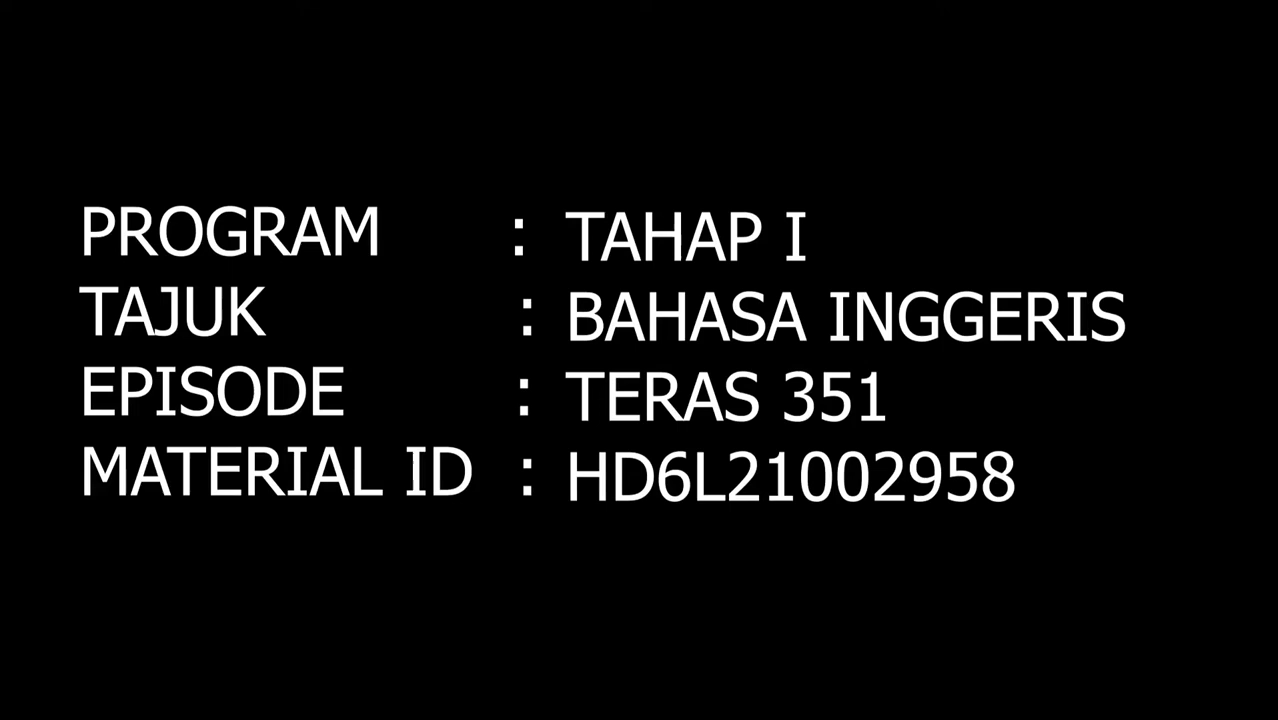 PROGRAM : TAHAP I
TAJUK : BAHASA INGGERIS
EPISODE : TERAS 351
MATERIAL ID : HD6L21002958